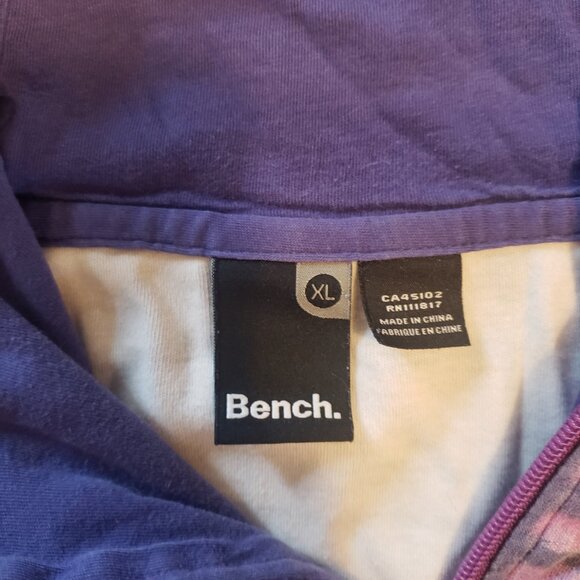 XL
Bench.
CA45102
RN111817
MADE IN CHINA
FABRIQUE EN CHINE